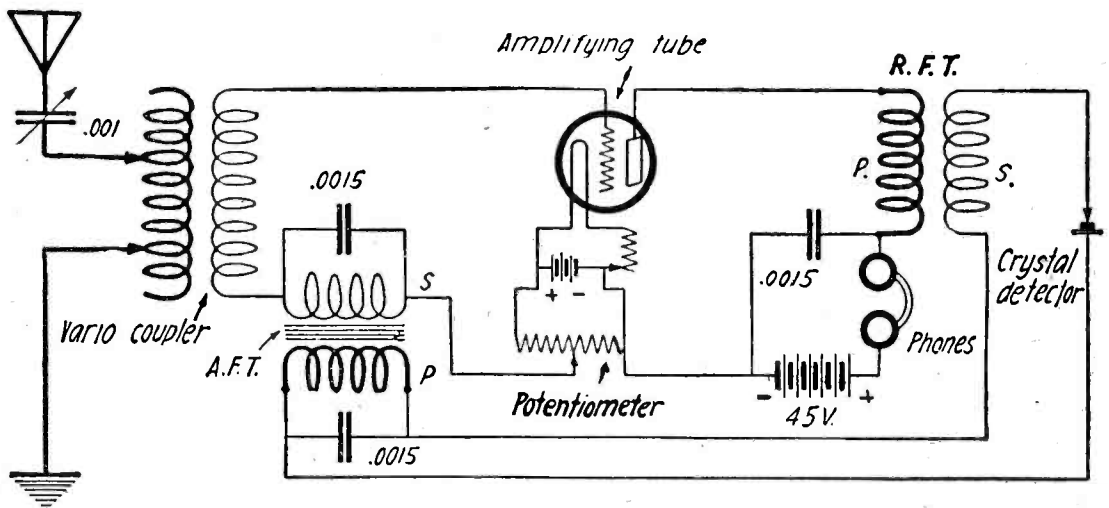 Amplifying tube
R.F.T.
.001
.0015
P.
S.
.0015
Crystal
detector
+ -
S
Vario coupler
A.F.T.
P
Phones
Potentiometer
- +
45V.
.0015